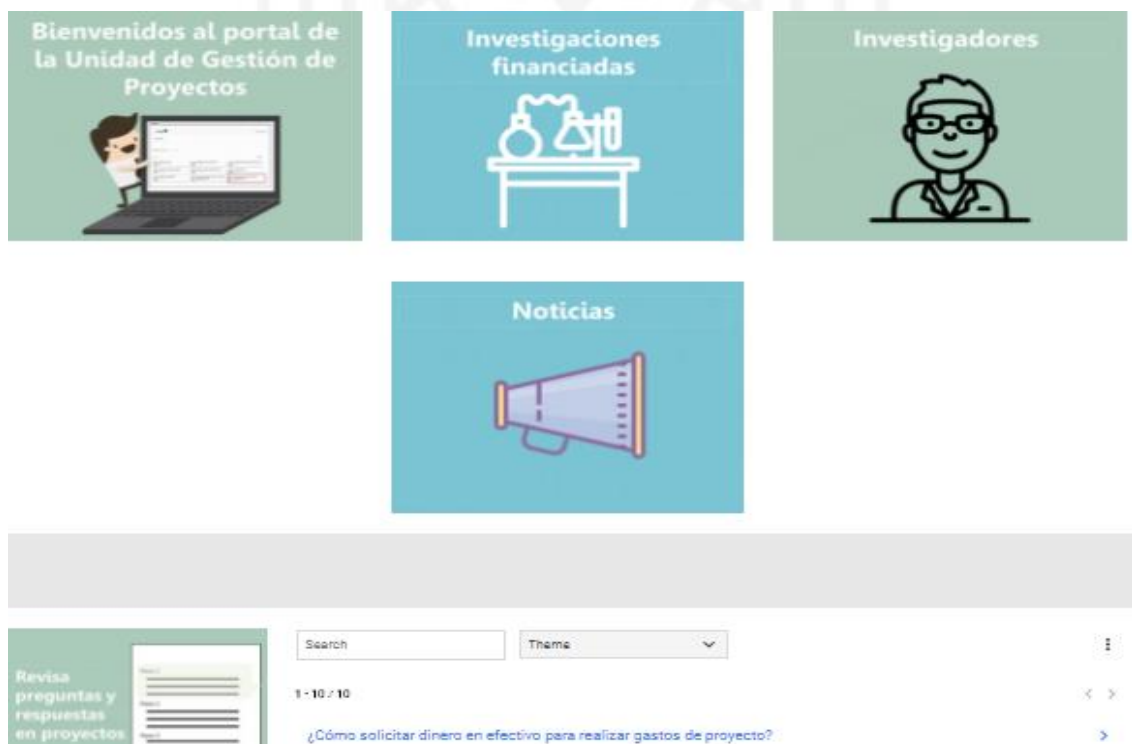 Bienvenidos al portal de
la Unidad de Gestión de
Proyectos
Investigaciones
financiadas
Investigadores
Noticias
Revisa
preguntas y
respuestas
en proyectos
Search
Theme
1 - 10 / 10
¿Cómo solicitar dinero en efectivo para realizar gastos de proyecto?